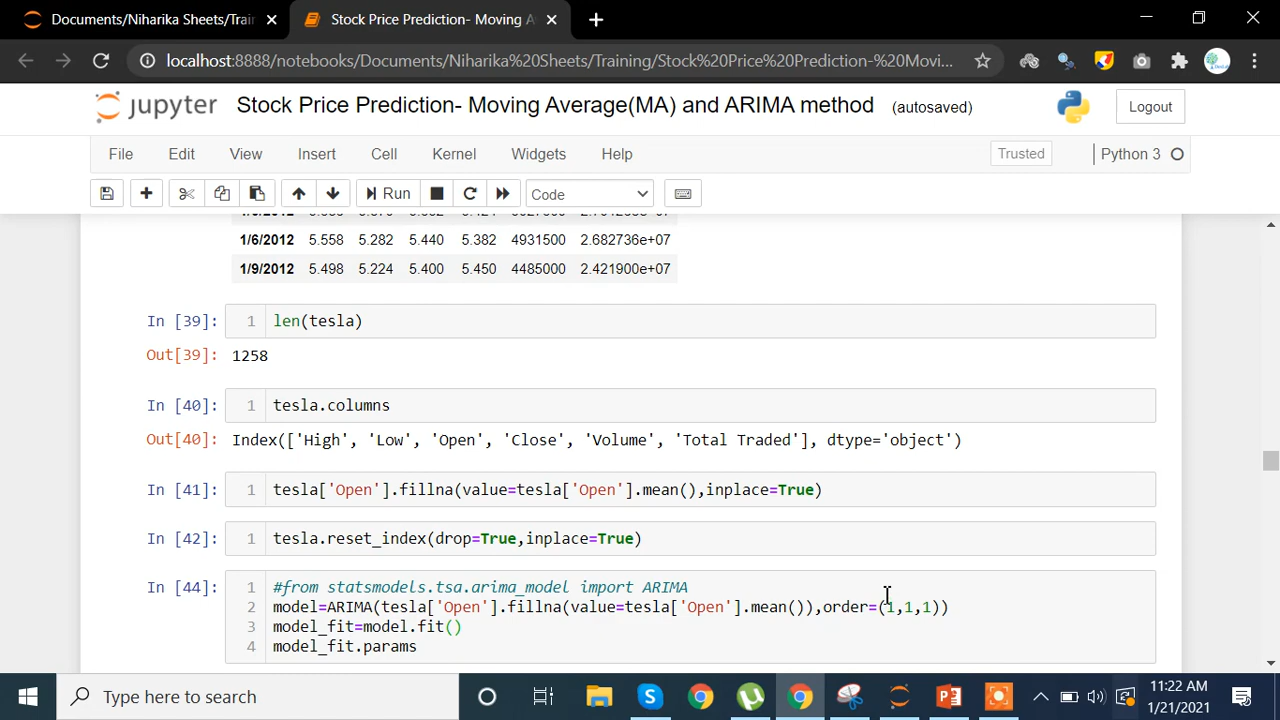 Documents/Niharika Sheets/Trai
Stock Price Prediction- Moving A
localhost:8888/notebooks/Documents/Niharika%20Sheets/Training/Stock%20Price%20Prediction-%20Movi...
jupyter Stock Price Prediction- Moving Average(MA) and ARIMA method (autosaved) Logout
File Edit View Insert Cell Kernel Widgets Help Trusted Python 3
Run Code
1/6/2012 5.558 5.282 5.440 5.382 4931500 2.682736e+07
1/9/2012 5.498 5.224 5.400 5.450 4485000 2.421900e+07
In [39]: 1 len(tesla)
Out[39]: 1258
In [40]: 1 tesla.columns
Out[40]: Index(['High', 'Low', 'Open', 'Close', 'Volume', 'Total Traded'], dtype='object')
In [41]: 1 tesla['Open'].fillna(value=tesla['Open'].mean(),inplace=True)
In [42]: 1 tesla.reset_index(drop=True,inplace=True)
In [44]: 1 #from statsmodels.tsa.arima_model import ARIMA
2 model=ARIMA(tesla['Open'].fillna(value=tesla['Open'].mean()),order=(1,1,1))
3 model_fit=model.fit()
4 model_fit.params
Type here to search
11:22 AM
1/21/2021